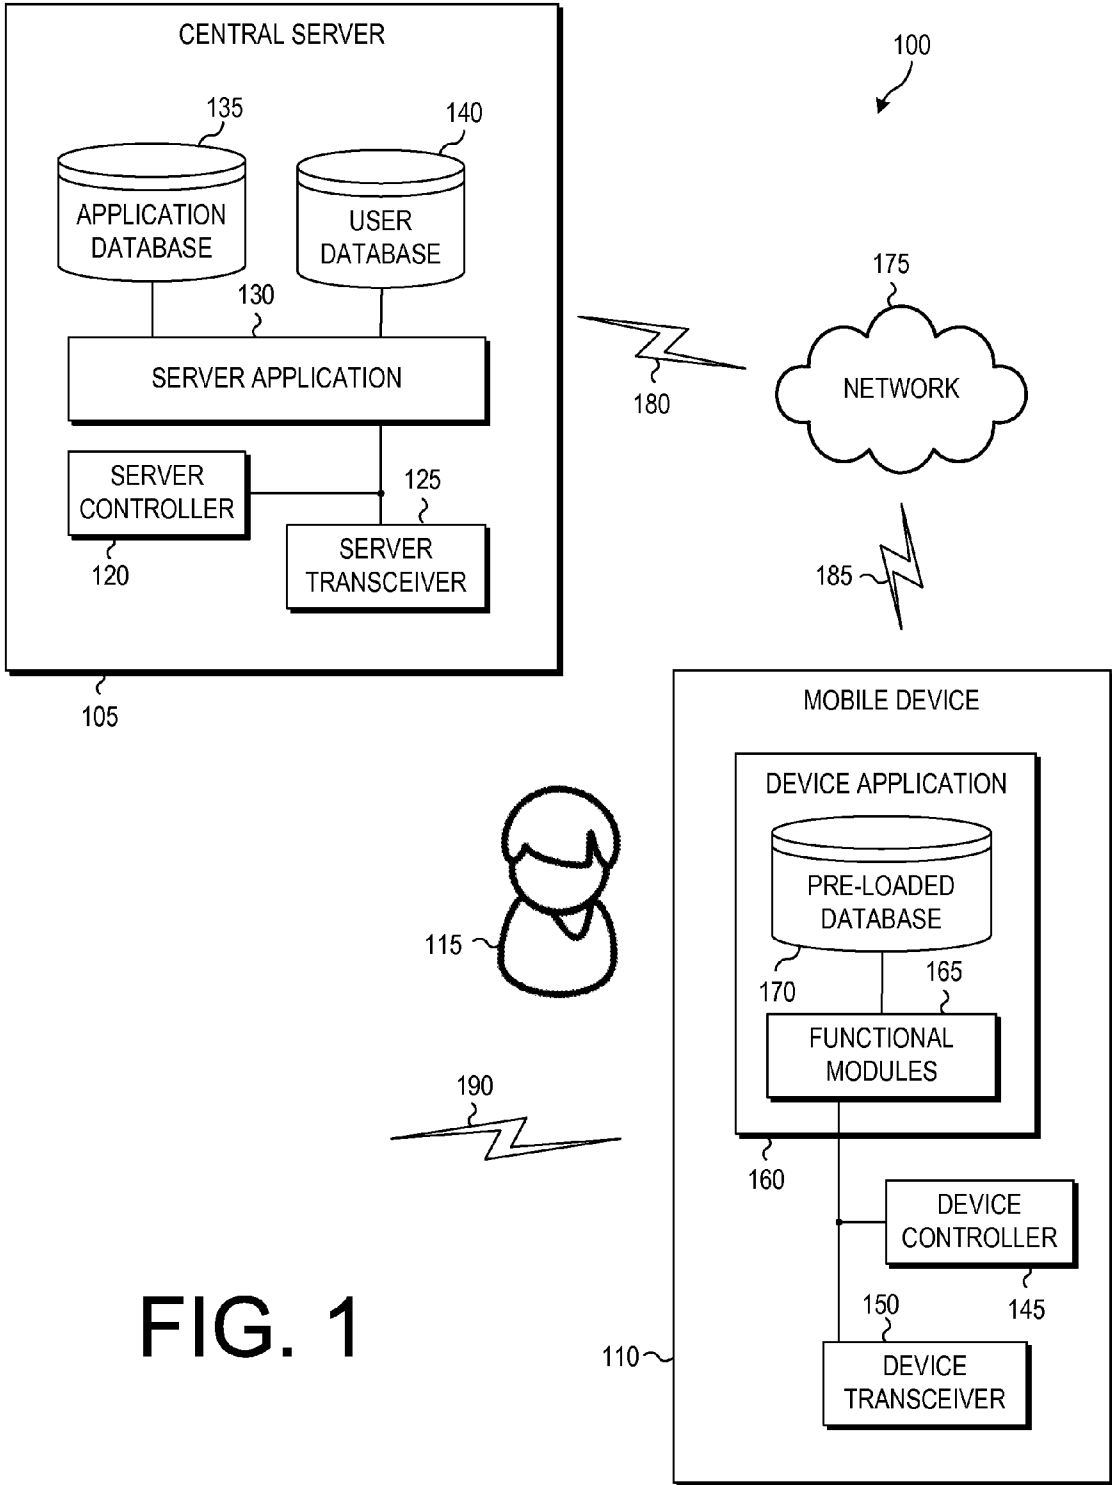 CENTRAL SERVER
100
135
140
APPLICATION
DATABASE
USER
DATABASE
130
175
SERVER APPLICATION
NETWORK
180
SERVER
CONTROLLER
125
120
SERVER
TRANSCEIVER
185
105
MOBILE DEVICE
DEVICE APPLICATION
PRE-LOADED
DATABASE
115
170
165
FUNCTIONAL
MODULES
190
160
DEVICE
CONTROLLER
145
150
FIG. 1
110
DEVICE
TRANSCEIVER